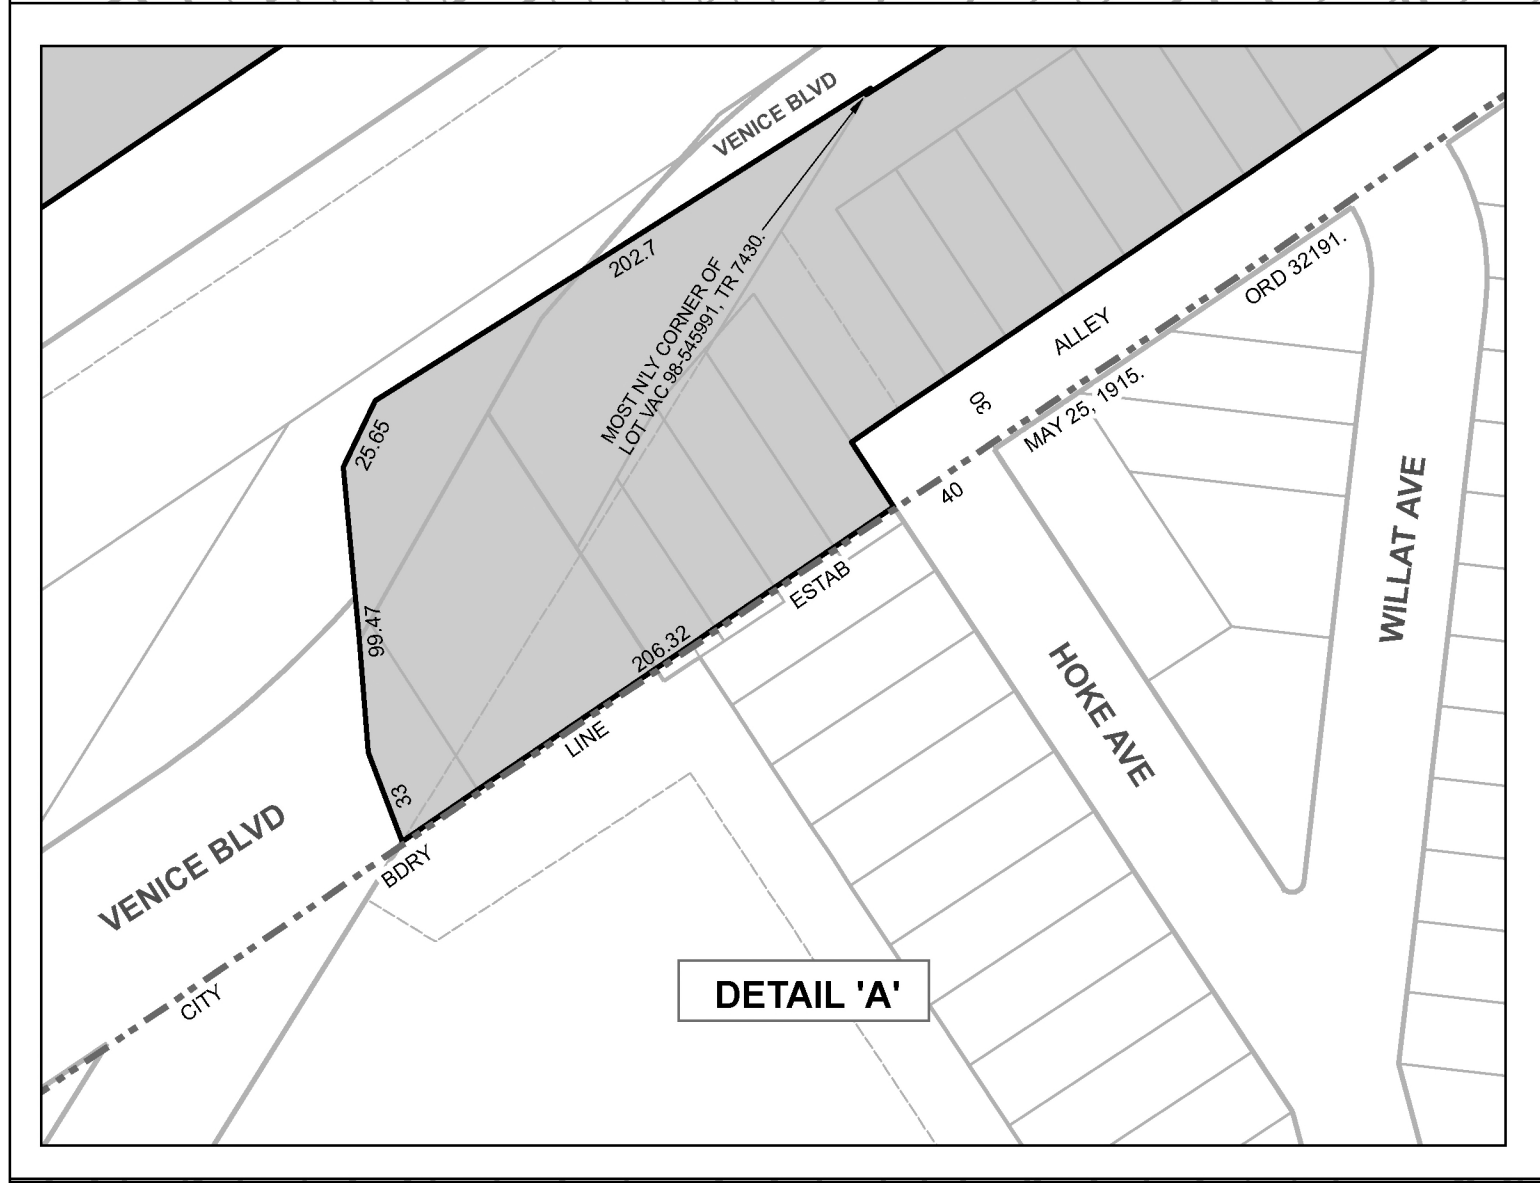 VENICE BLVD
202.7
MOST N'LY CORNER OF
LOT VAC 98-545991, TR 7430.
ORD 32191.
ALLEY
30
MAY 25, 1915.
25.65
40
WILLAT AVE
ESTAB
99.47
206.32
HOKE AVE
LINE
33
VENICE BLVD
BDRY
CITY
DETAIL 'A'